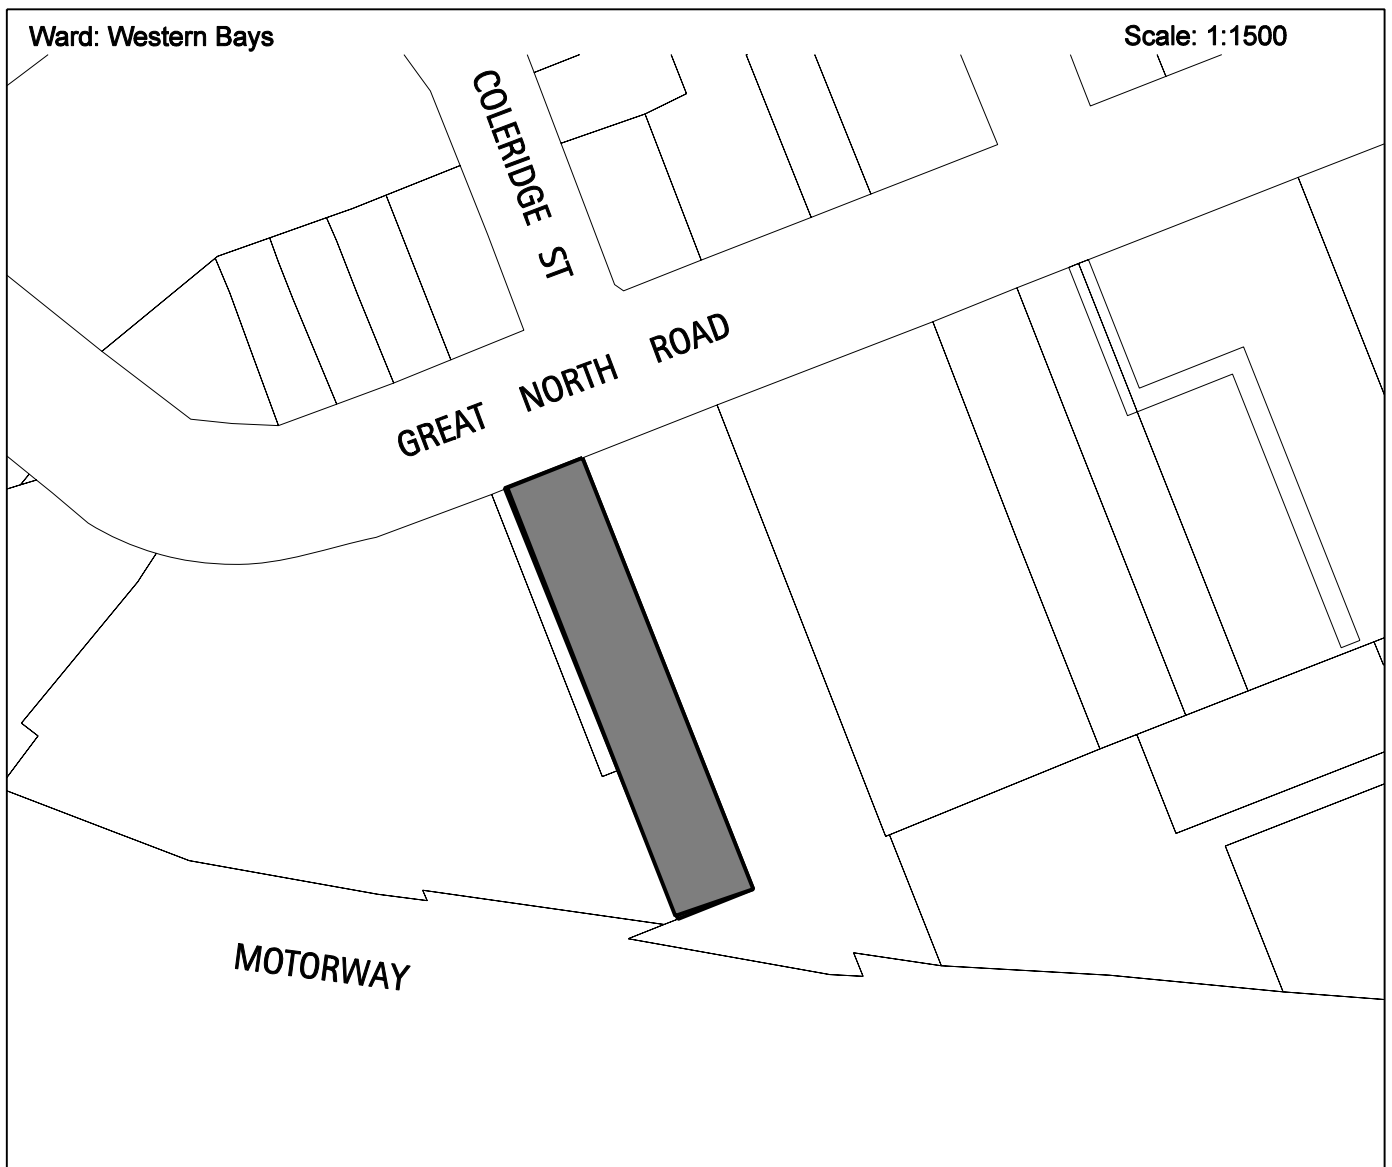 Ward: Western Bays
Scale: 1:1500
COLERIDGE ST
GREAT NORTH ROAD
MOTORWAY